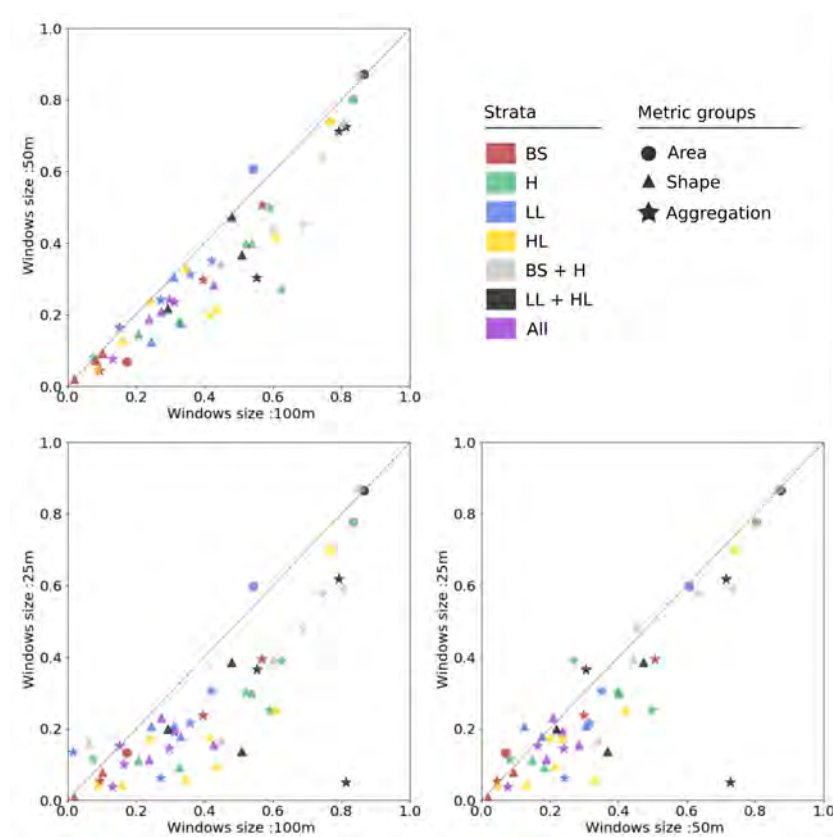 1.0
0.8
0.6
0.4
0.2
0.0
Windows size :50m
0.0 0.2 0.4 0.6 0.8 1.0
Windows size :100m
Strata Metric groups
BS Area
H Shape
LL Aggregation
HL
BS + H
LL + HL
All
1.0
0.8
0.6
0.4
0.2
0.0
Windows size :25m
0.0 0.2 0.4 0.6 0.8 1.0
Windows size :100m
1.0
0.8
0.6
0.4
0.2
0.0
Windows size :25m
0.0 0.2 0.4 0.6 0.8 1.0
Windows size :50m